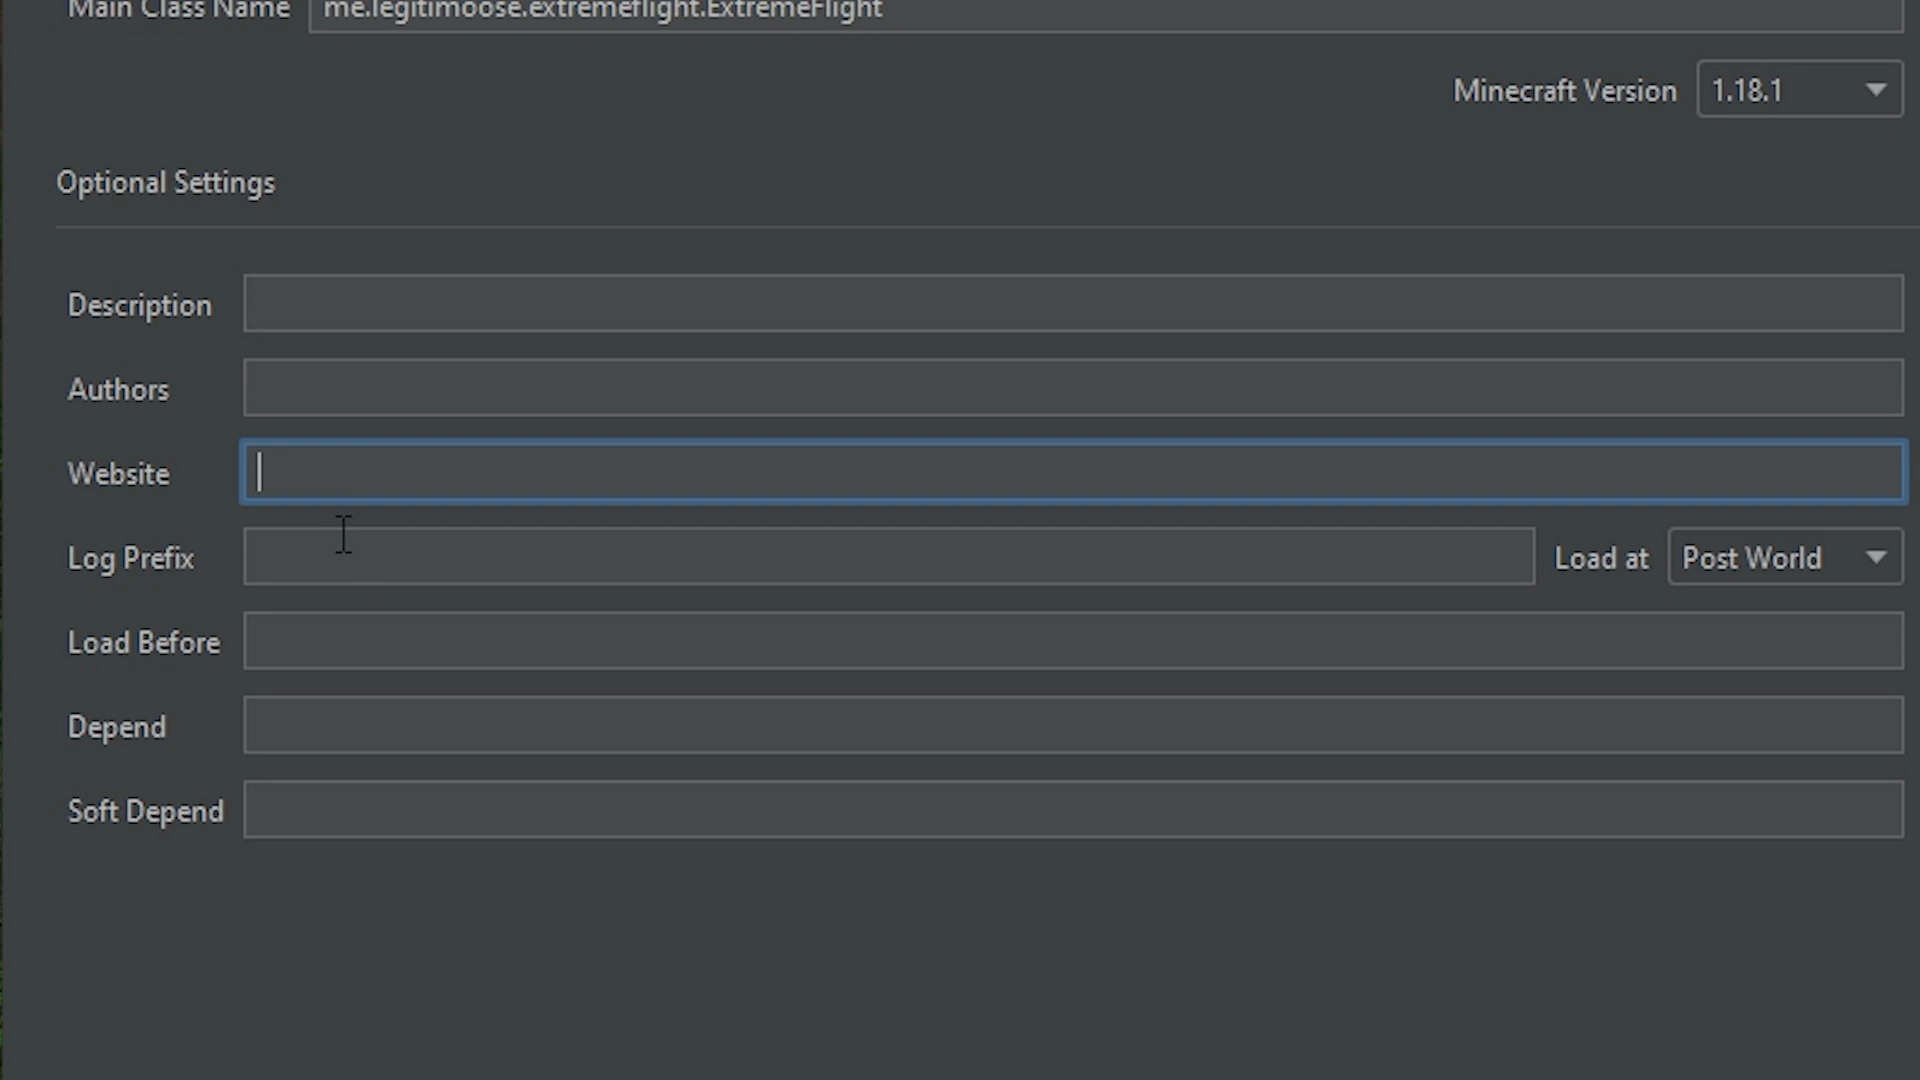 Main Class Name me.legitimoose.extremeflight.ExtremeFlight
Minecraft Version 1.18.1
Optional Settings
Description
Authors
Website
Log Prefix Load at Post World
Load Before
Depend
Soft Depend